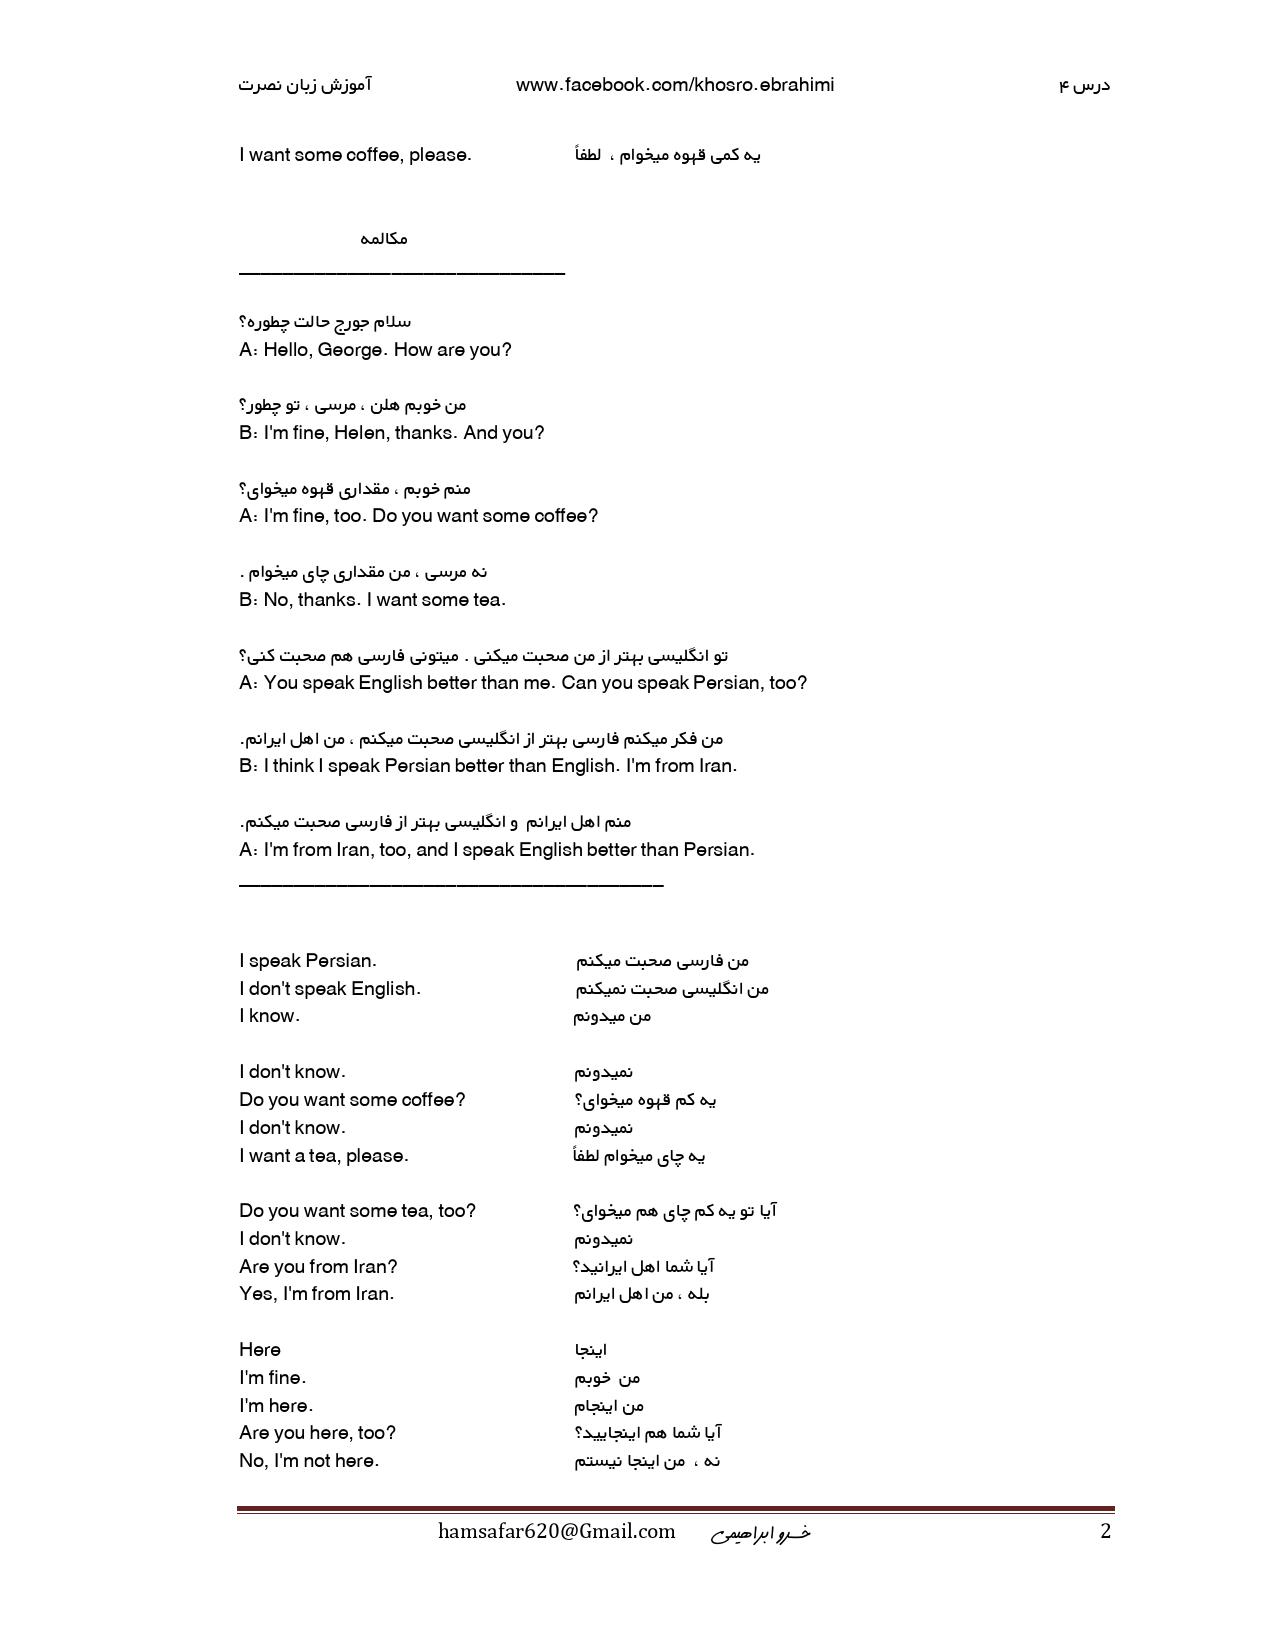 آموزش زبان نصرت www.facebook.com/khosro.ebrahimi درس ۴
I want some coffee, please. یه کمی قهوه میخوام ، لطفاً
مکالمه
سلام جورج حالت چطوره؟
A: Hello, George. How are you?
من خوبم هلن ، مرسی ، تو چطور؟
B: I'm fine, Helen, thanks. And you?
منم خوبم ، مقداری قهوه میخوای؟
A: I'm fine, too. Do you want some coffee?
نه مرسی ، من مقداری چای میخوام .
B: No, thanks. I want some tea.
تو انگلیسی بهتر از من صحبت میکنی . میتونی فارسی هم صحبت کنی؟
A: You speak English better than me. Can you speak Persian, too?
من فکر میکنم فارسی بهتر از انگلیسی صحبت میکنم ، من اهل ایرانم.
B: I think I speak Persian better than English. I'm from Iran.
منم اهل ایرانم و انگلیسی بهتر از فارسی صحبت میکنم.
A: I'm from Iran, too, and I speak English better than Persian.
I speak Persian. من فارسی صحبت میکنم
I don't speak English. من انگلیسی صحبت نمیکنم
I know. من میدونم
I don't know. نمیدونم
Do you want some coffee? یه کم قهوه میخوای؟
I don't know. نمیدونم
I want a tea, please. یه چای میخوام لطفاً
Do you want some tea, too? آیا تو یه کم چای هم میخوای؟
I don't know. نمیدونم
Are you from Iran? آیا شما اهل ایرانید؟
Yes, I'm from Iran. بله ، من اهل ایرانم
Here اینجا
I'm fine. من خوبم
I'm here. من اینجام
Are you here, too? آیا شما هم اینجایید؟
No, I'm not here. نه ، من اینجا نیستم
hamsafar620@Gmail.com خسرو ابراهیمی 2